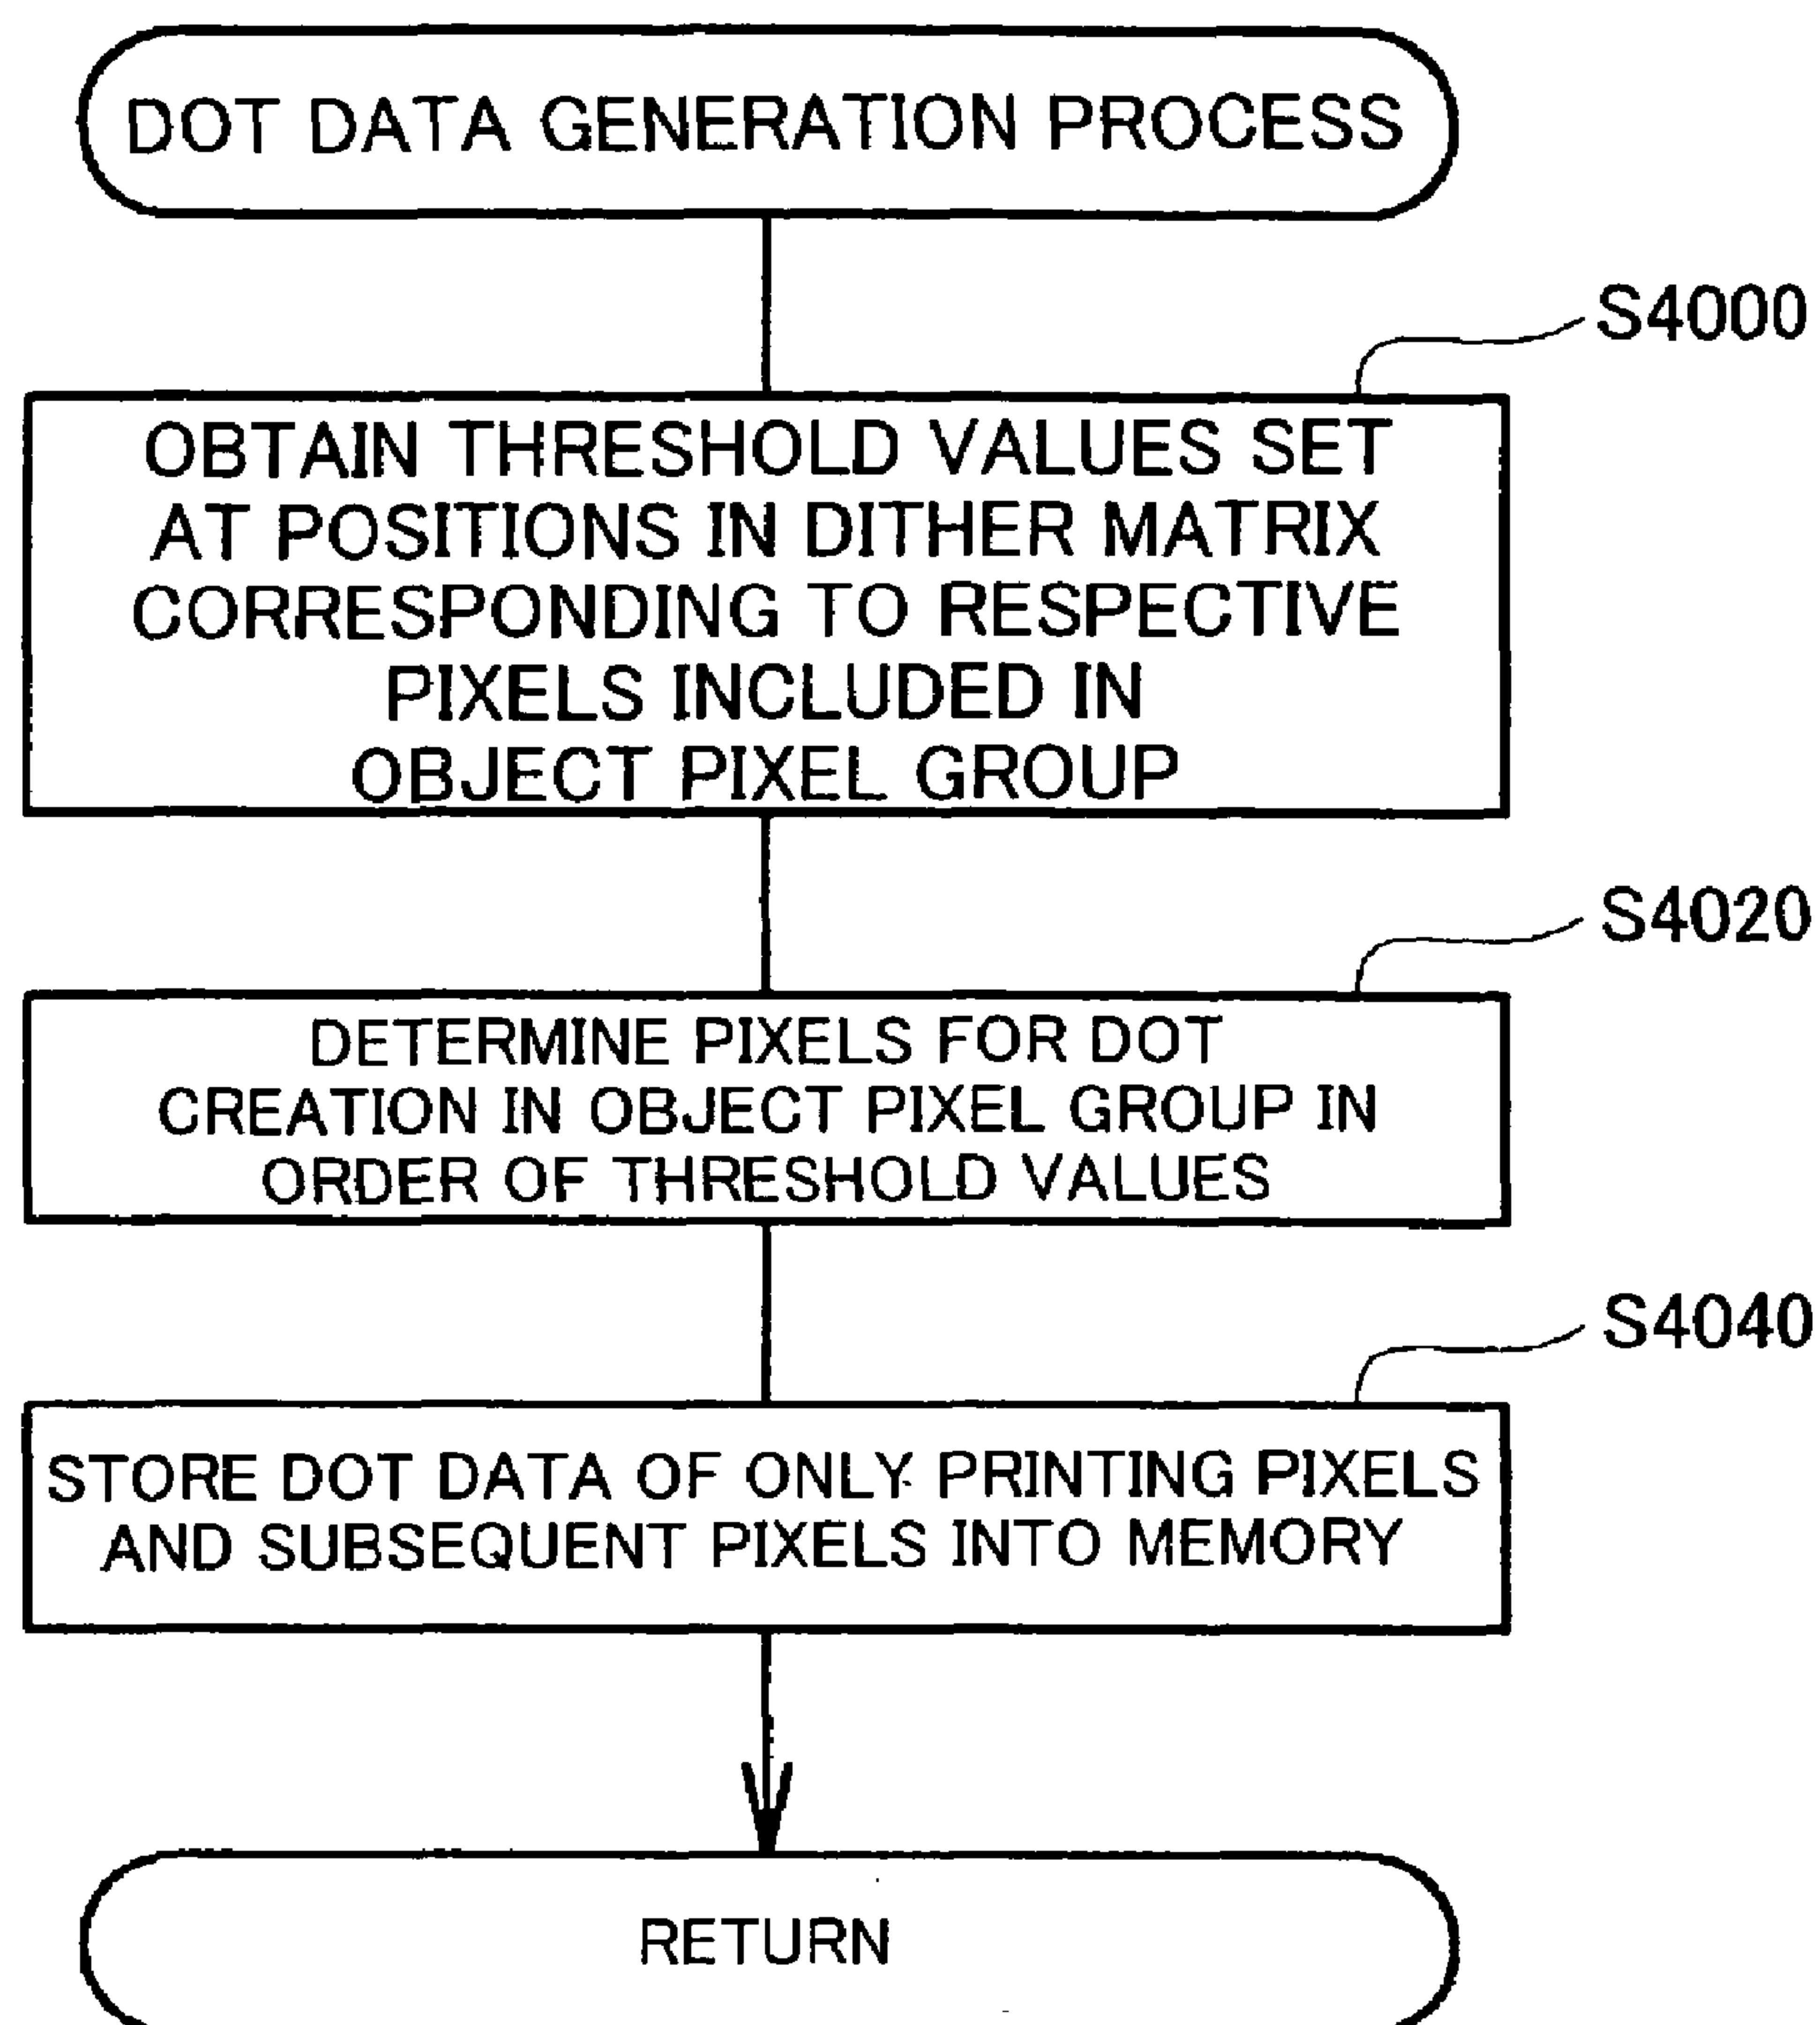 DOT DATA GENERATION PROCESS
S4000
OBTAIN THRESHOLD VALUES SET
AT POSITIONS IN DITHER MATRIX
CORRESPONDING TO RESPECTIVE
PIXELS INCLUDED IN
OBJECT PIXEL GROUP
S4020
DETERMINE PIXELS FOR DOT
CREATION IN OBJECT PIXEL GROUP IN
ORDER OF THRESHOLD VALUES
S4040
STORE DOT DATA OF ONLY PRINTING PIXELS
AND SUBSEQUENT PIXELS INTO MEMORY
RETURN